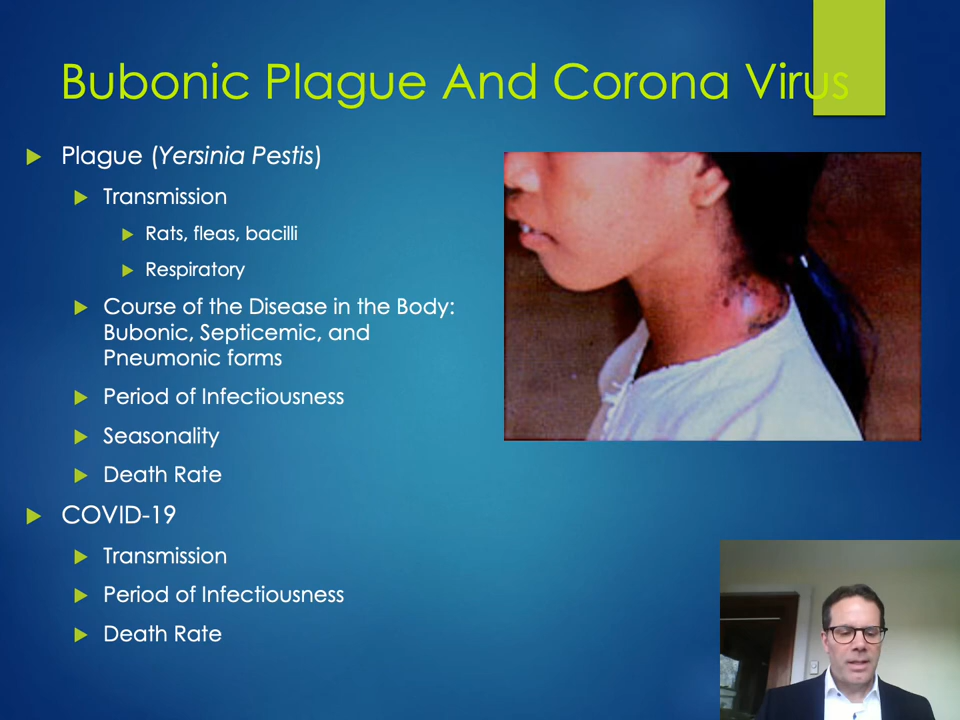 Bubonic Plague And Corona Virus
Plague (Yersinia Pestis)
Transmission
Rats, fleas, bacilli
Respiratory
Course of the Disease in the Body:
Bubonic, Septicemic, and
Pneumonic forms
Period of Infectiousness
Seasonality
Death Rate
COVID-19
Transmission
Period of Infectiousness
Death Rate